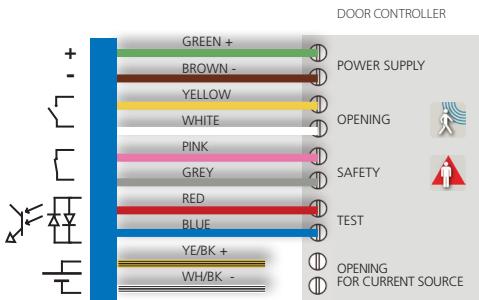 DOOR CONTROLLER
GREEN +
+
BROWN -
-
POWER SUPPLY
YELLOW
WHITE
OPENING
PINK
GREY
SAFETY
RED
BLUE
TEST
YE/BK +
WH/BK -
OPENING
FOR CURRENT SOURCE